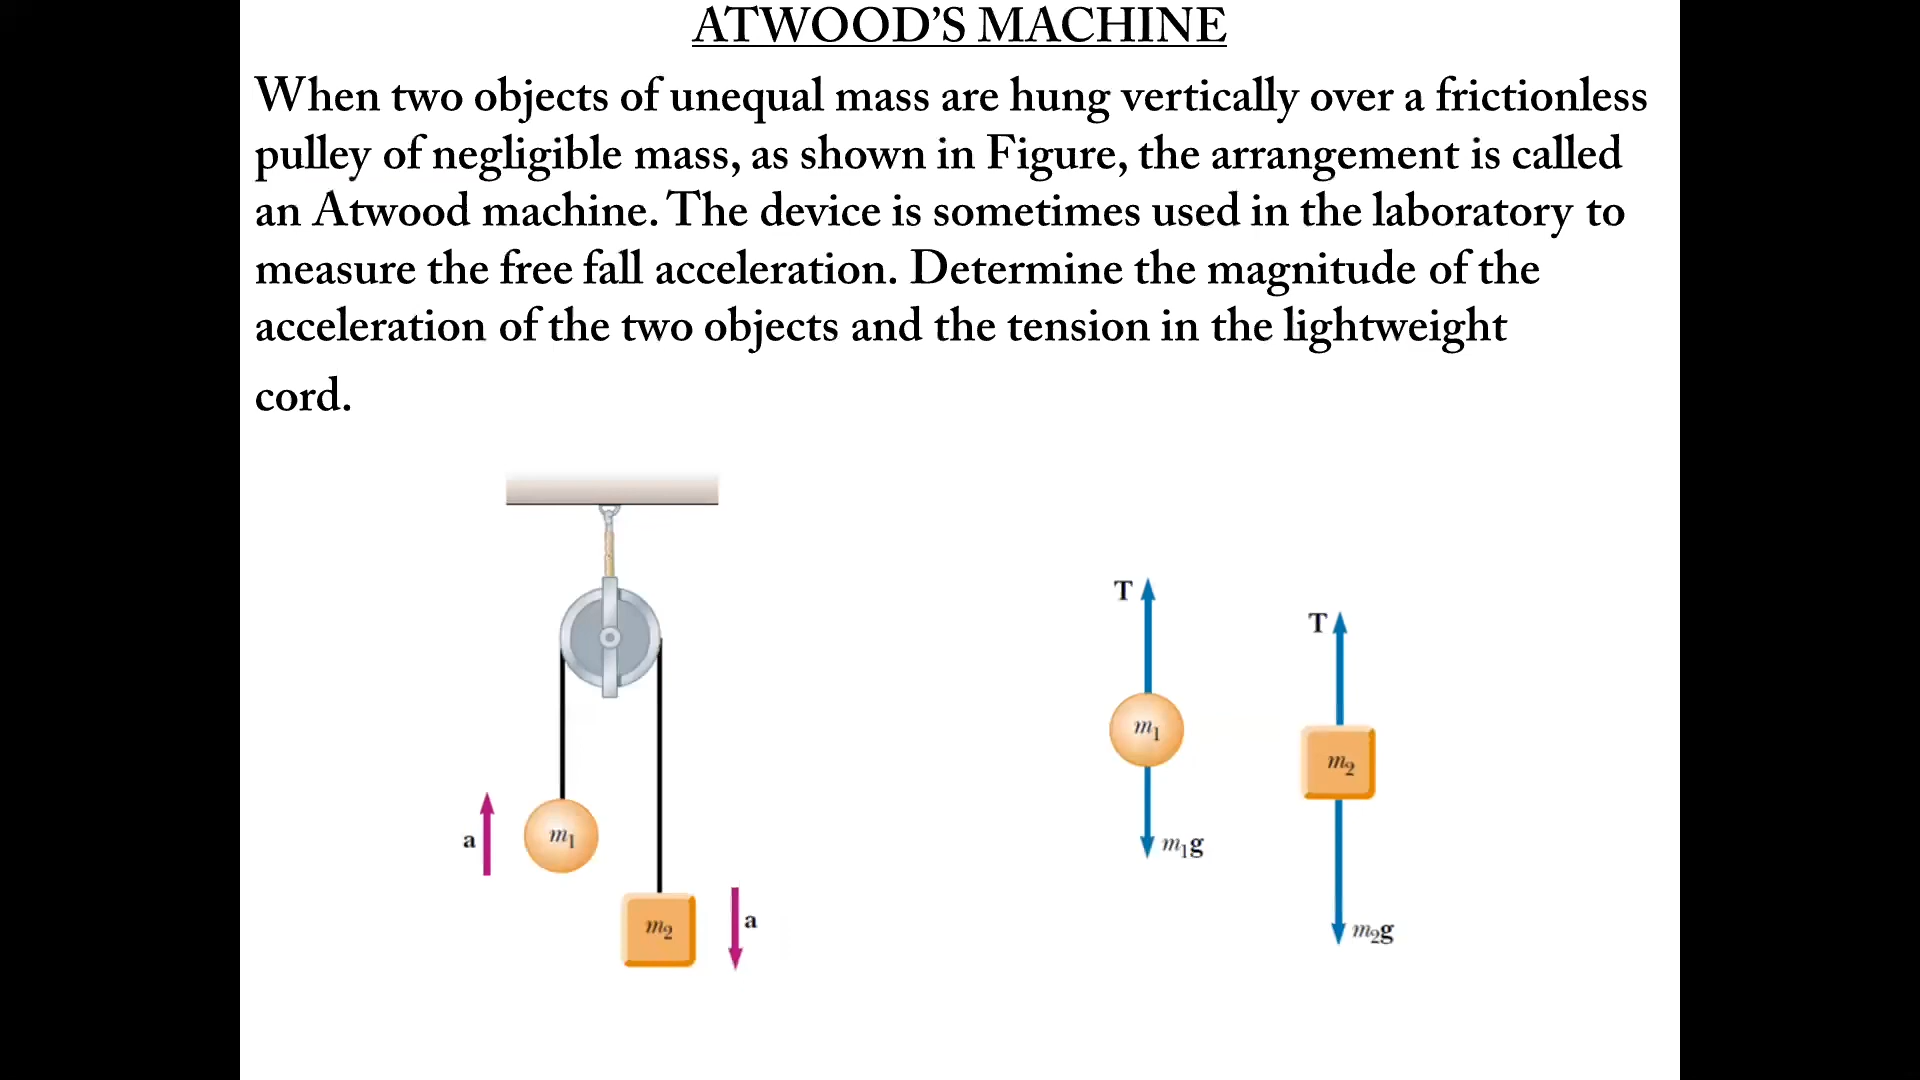 ATWOOD’S MACHINE
When two objects of unequal mass are hung vertically over a frictionless
pulley of negligible mass, as shown in Figure, the arrangement is called
an Atwood machine. The device is sometimes used in the laboratory to
measure the free fall acceleration. Determine the magnitude of the
acceleration of the two objects and the tension in the lightweight
cord.
T
T
m₁
m₂
a
m₁
m₁g
m₂
a
m₂g